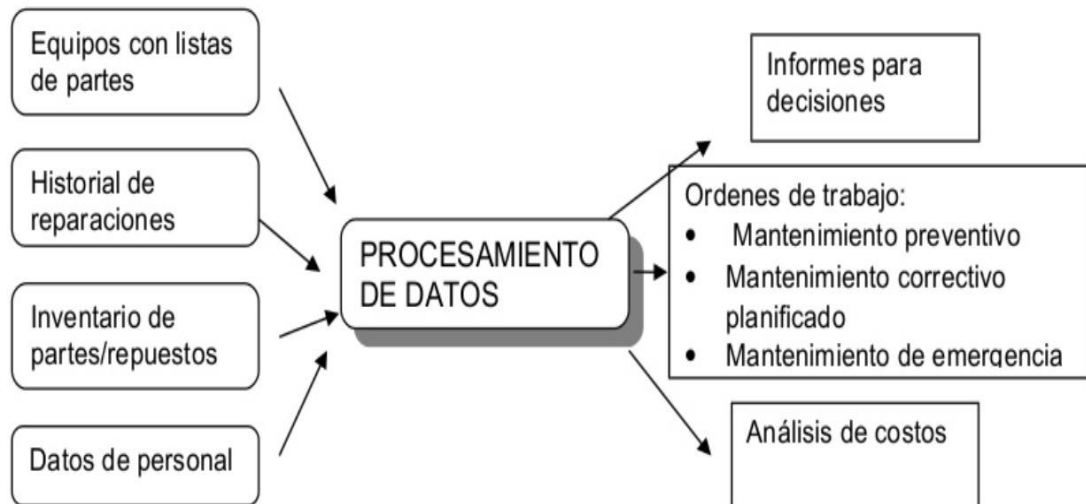 Equipos con listas
de partes
Historial de
reparaciones
Inventario de
partes/repuestos
Datos de personal
PROCESAMIENTO
DE DATOS
Informes para
decisiones
Ordenes de trabajo:
• Mantenimiento preventivo
• Mantenimiento correctivo
planificado
• Mantenimiento de emergencia
Análisis de costos